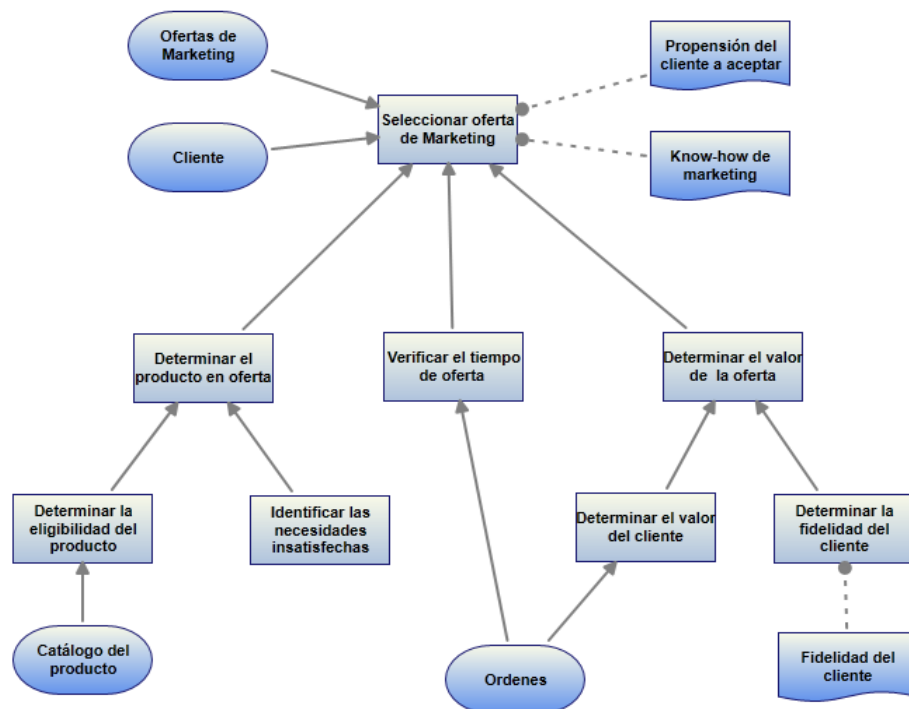 Ofertas de
Marketing
Propensión del
cliente a aceptar
Seleccionar oferta
de Marketing
Cliente
Know-how de
marketing
Determinar el
producto en oferta
Verificar el tiempo
de oferta
Determinar el valor
de la oferta
Determinar la
eligibilidad del
producto
Identificar las
necesidades
insatisfechas
Determinar el valor
del cliente
Determinar la
fidelidad del
cliente
Catálogo del
producto
Ordenes
Fidelidad del
cliente